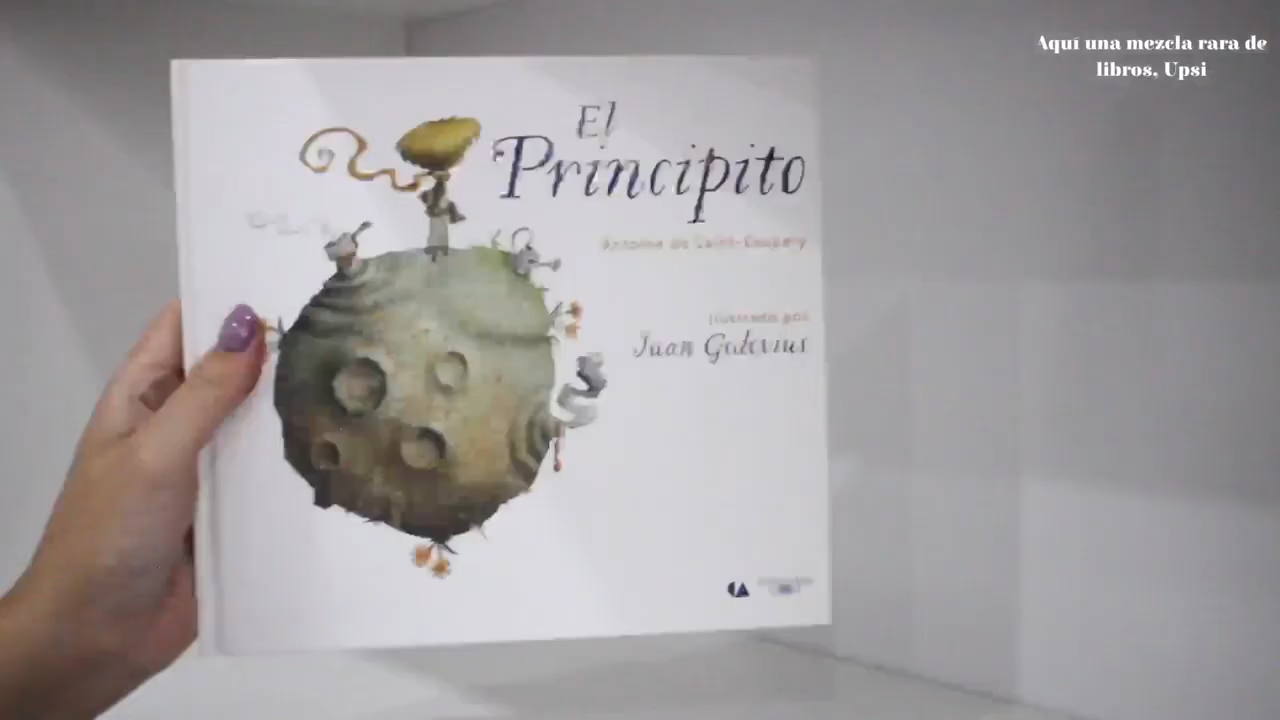 Aquí una mezcla rara de
libros, Upsi
El
Principito
Antoine de Saint-Exupéry
Ilustrado por
Juan Gedovius